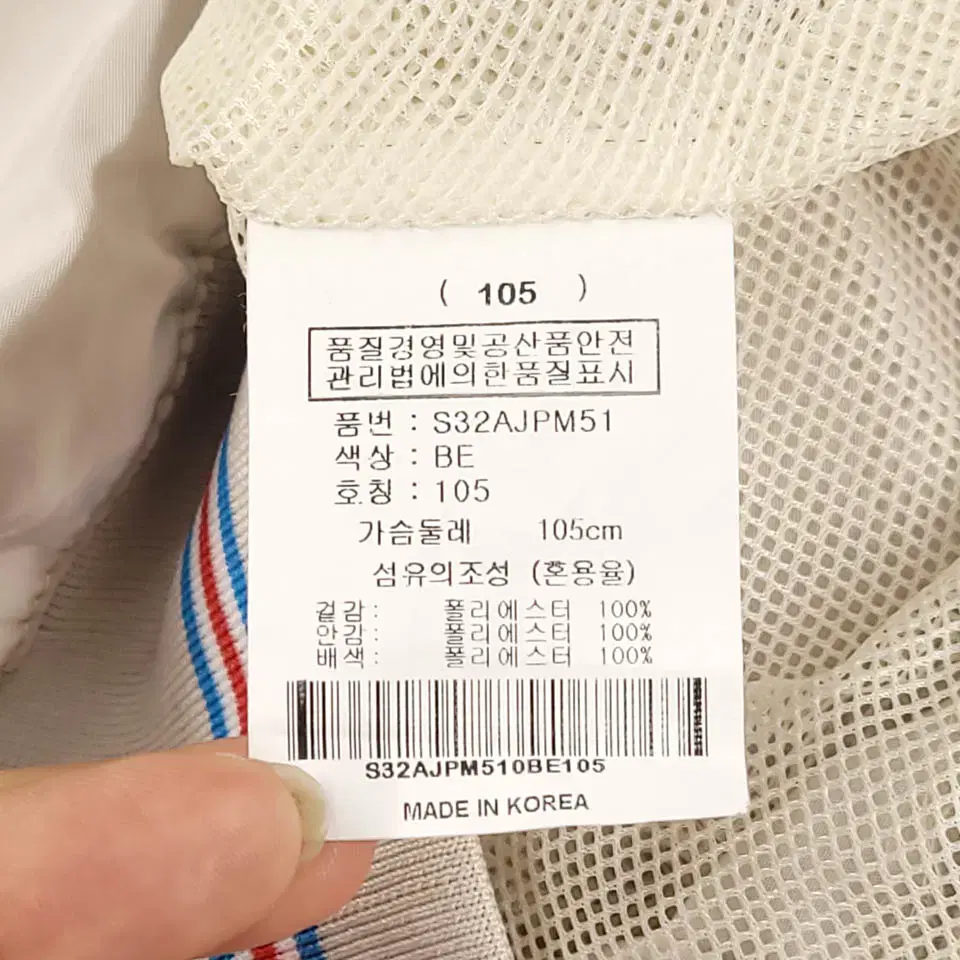 ( 105 )
품질경영및공산품안전
관리법에의한품질표시
품번 : S32AJPM51
색상 : BE
호칭 : 105
가슴둘레 105cm
섬유의조성 (혼용율)
겉감: 폴리에스터 100%
안감: 폴리에스터 100%
배색: 폴리에스터 100%
S32AJPM510BE105
MADE IN KOREA